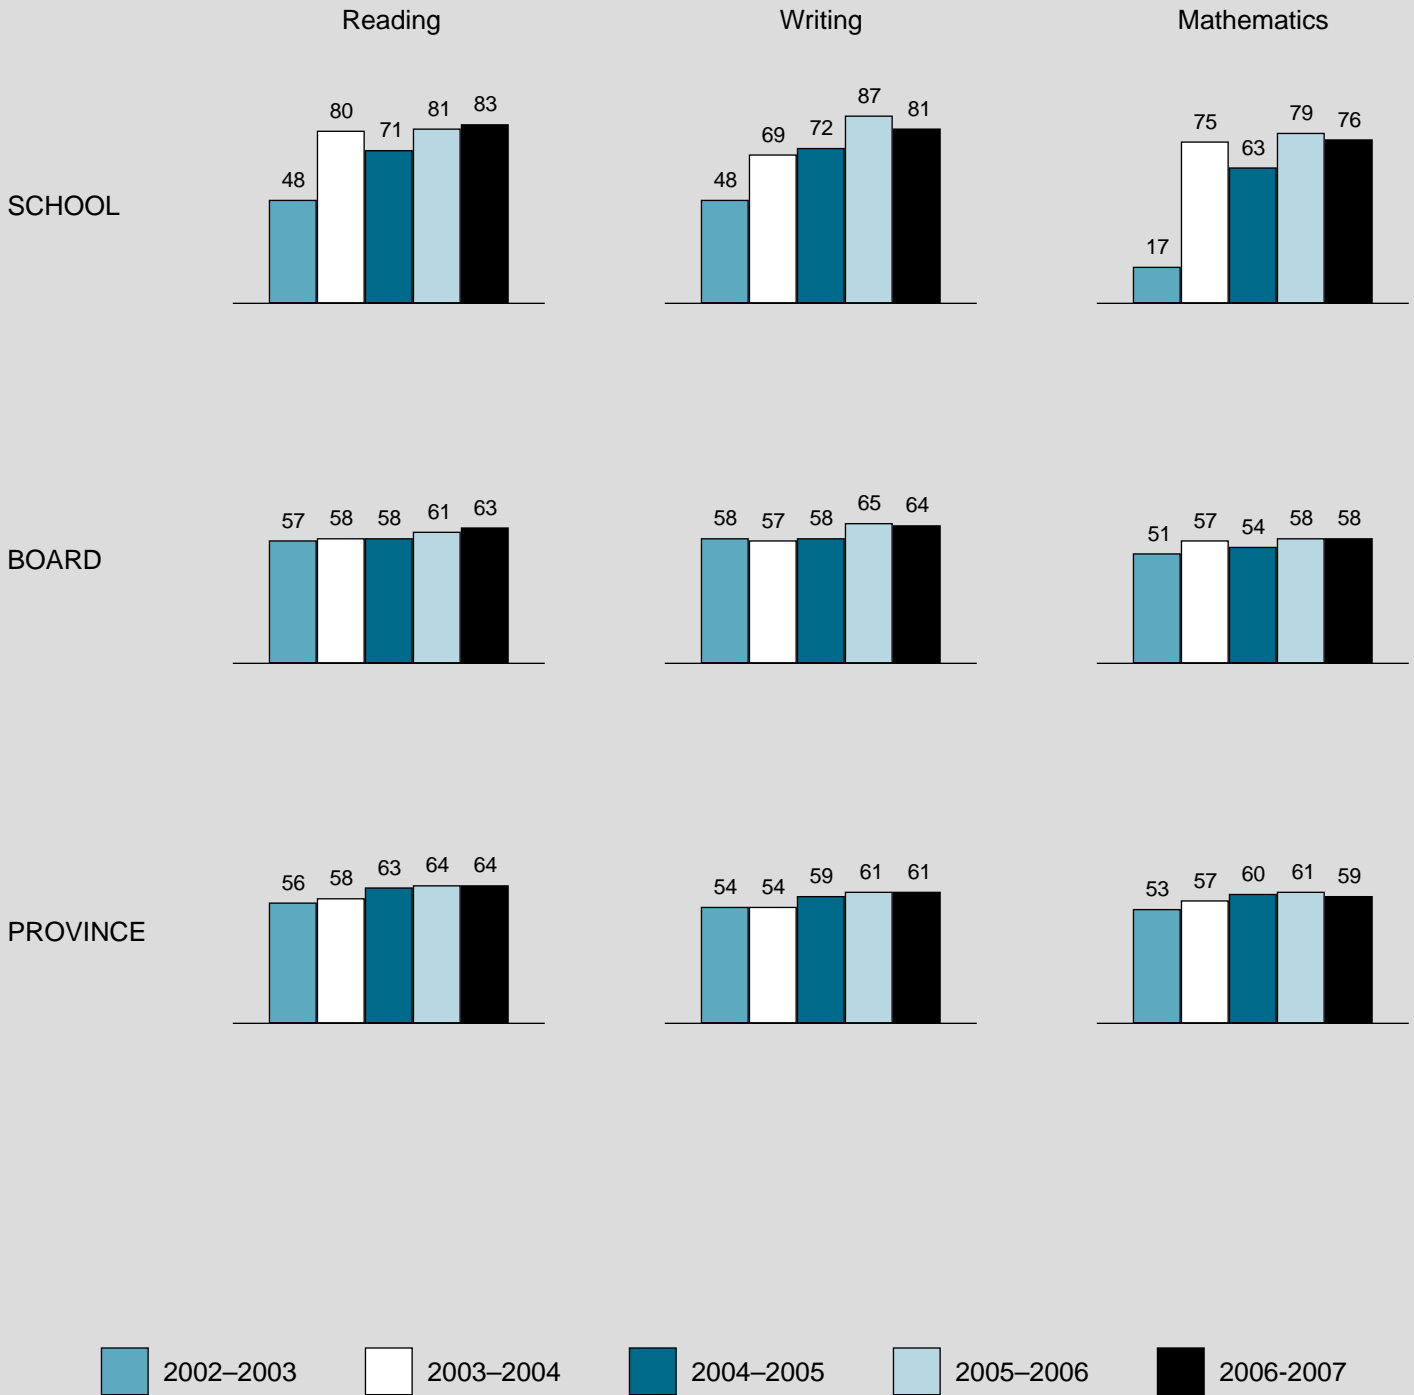 Reading Writing Mathematics
SCHOOL
48 80 71 81 83
48 69 72 87 81
17 75 63 79 76
BOARD
57 58 58 61 63
58 57 58 65 64
51 57 54 58 58
PROVINCE
56 58 63 64 64
54 54 59 61 61
53 57 60 61 59
2002–2003 2003–2004 2004–2005 2005–2006 2006-2007